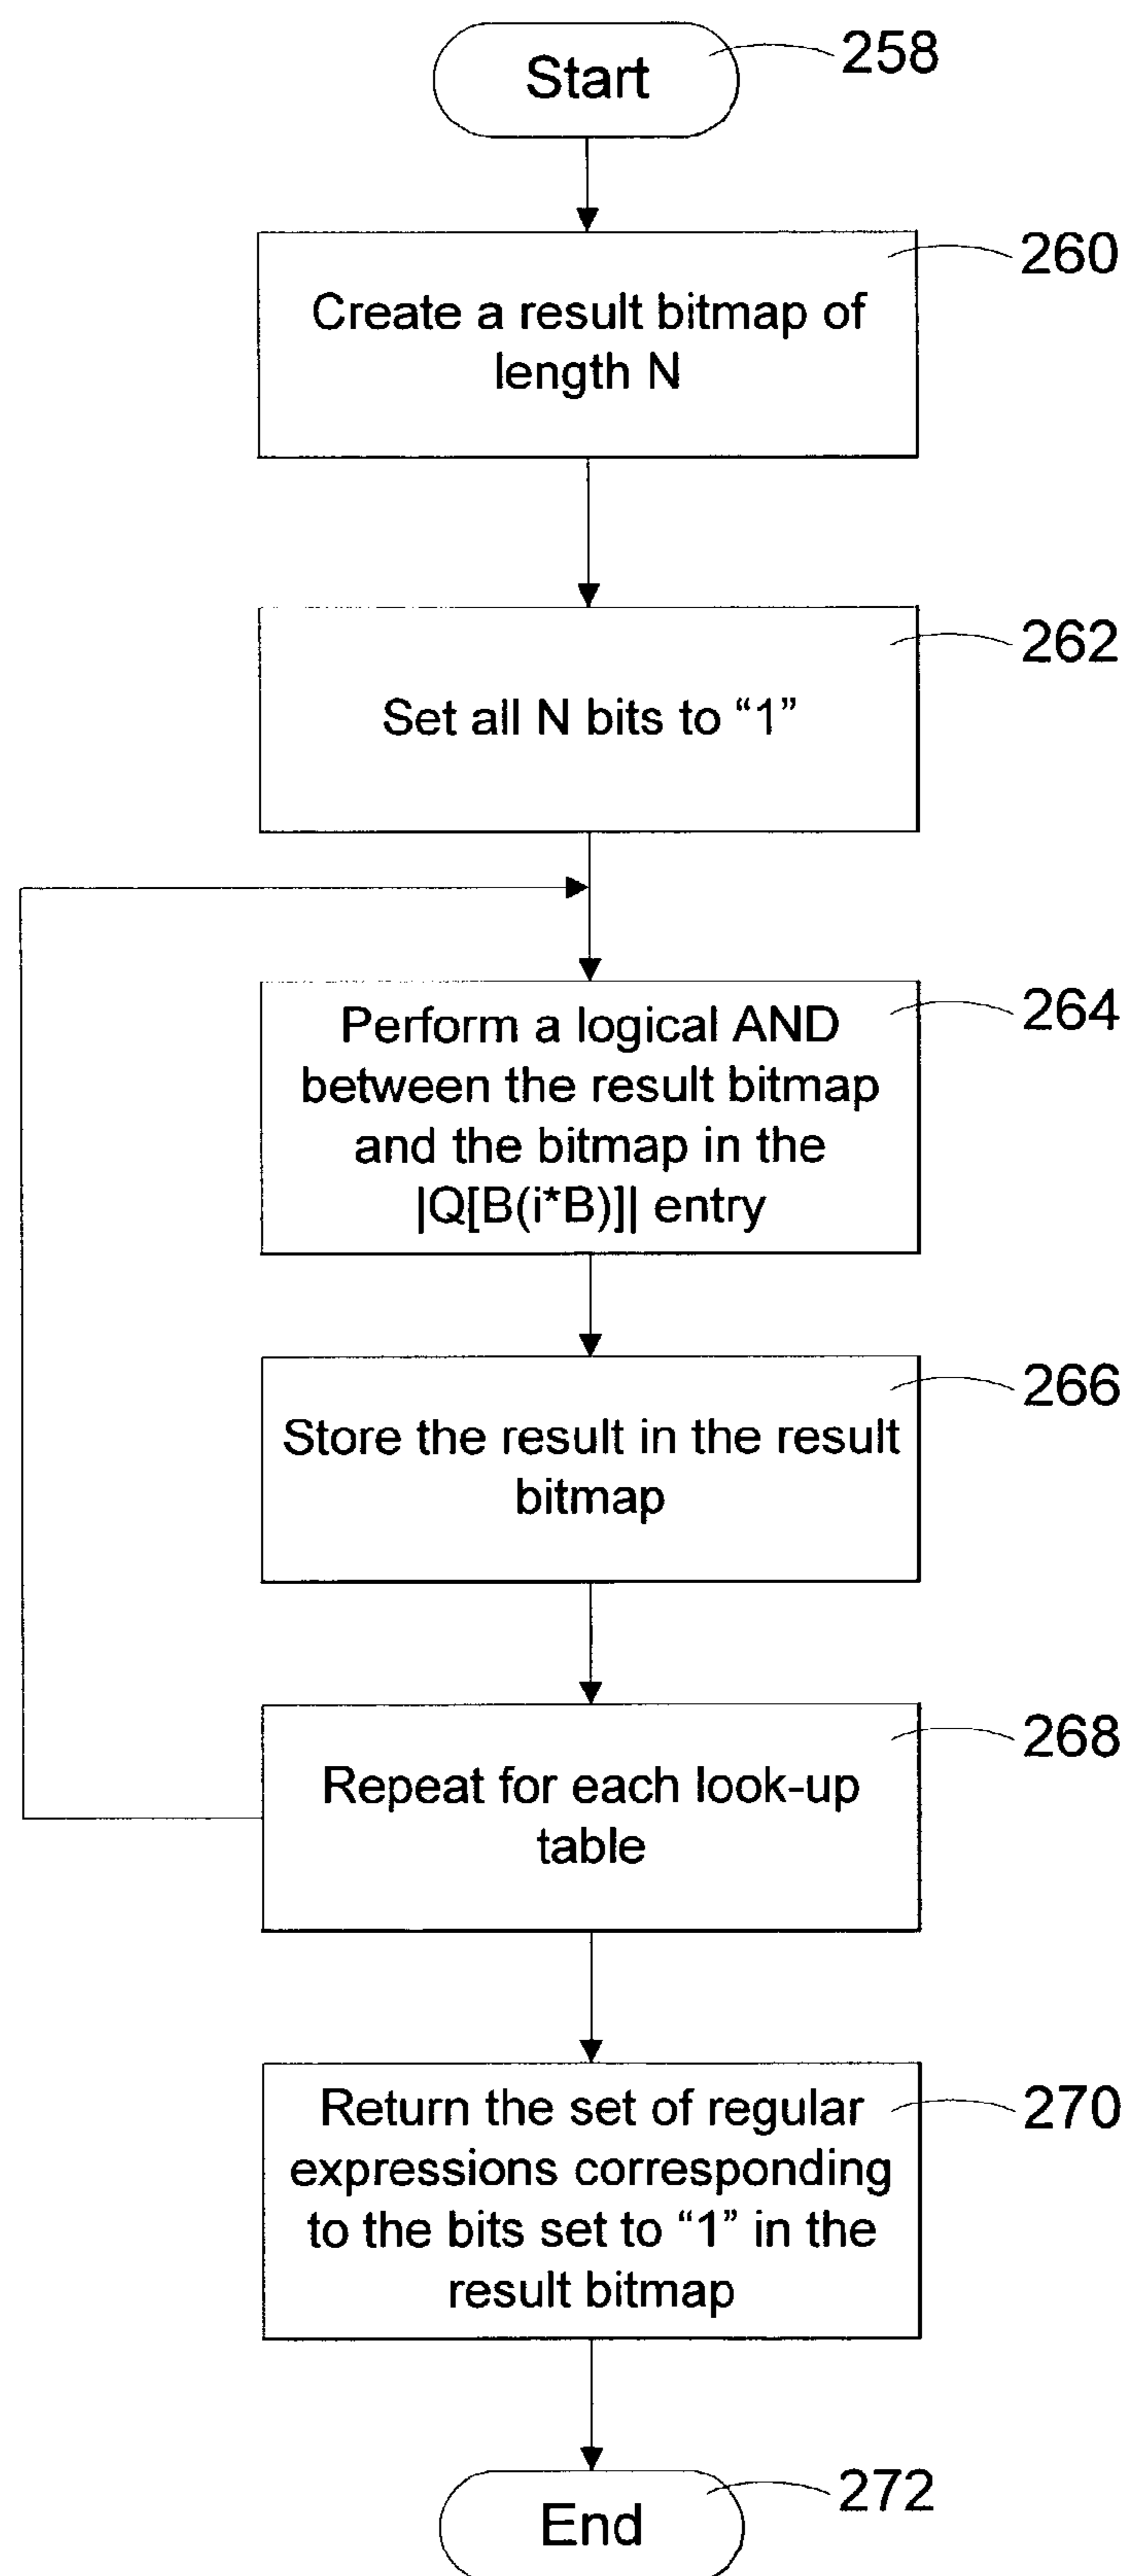 Start
258
260
Create a result bitmap of
length N
262
Set all N bits to “1”
264
Perform a logical AND
between the result bitmap
and the bitmap in the
|Q[B(i*B)]| entry
266
Store the result in the result
bitmap
268
Repeat for each look-up
table
270
Return the set of regular
expressions corresponding
to the bits set to “1” in the
result bitmap
272
End